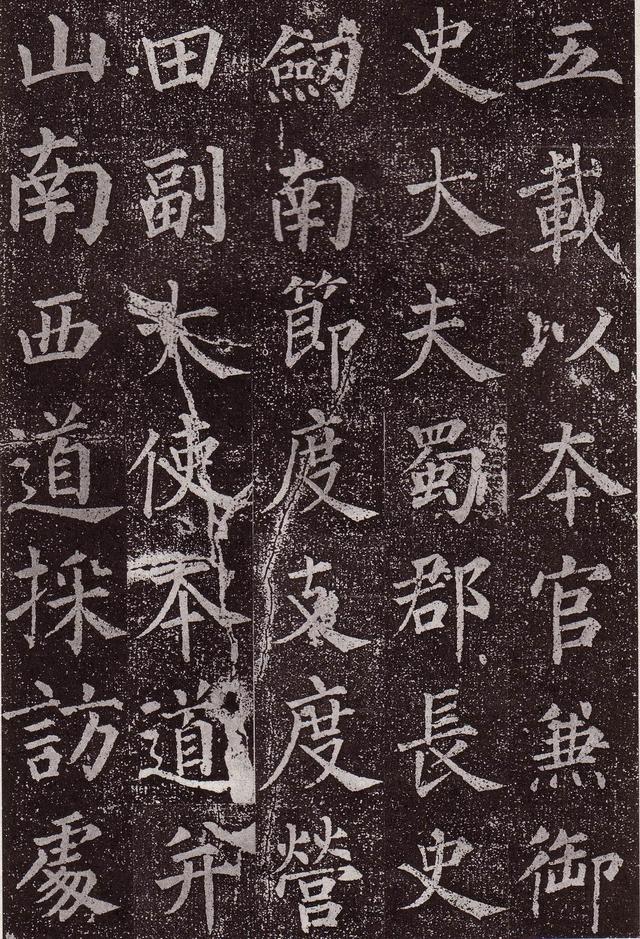 五載以本官兼御
史大夫蜀郡長史
劒南節度支度營
田副大使本道并
山南西道採訪處